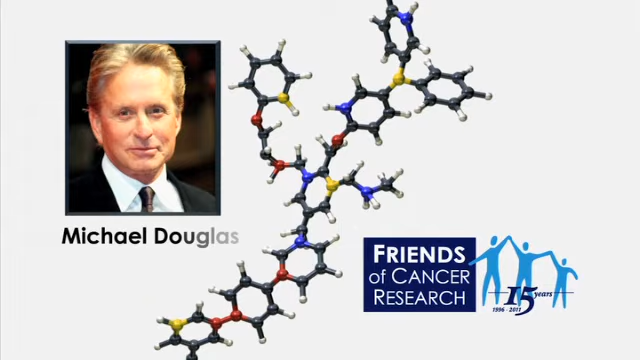 Michael Douglas
FRIENDS
of CANCER
RESEARCH
15 years
1996 - 2011